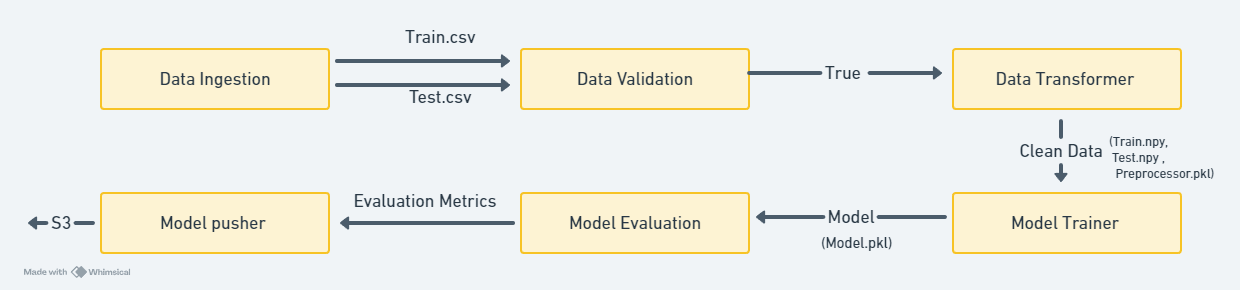 Train.csv
Data Ingestion
Data Validation
True
Data Transformer
Test.csv
Clean Data
(Train.npy,
Test.npy ,
Preprocessor.pkl)
S3
Model pusher
Evaluation Metrics
Model Evaluation
Model
(Model.pkl)
Model Trainer
Made with Whimsical